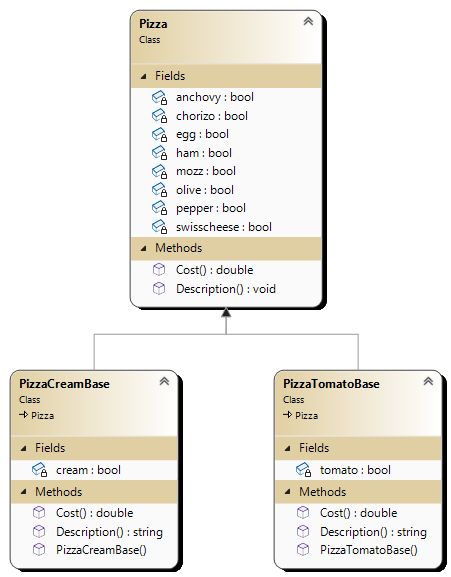 Pizza
Class
Fields
anchovy : bool
chorizo : bool
egg : bool
ham : bool
mozz : bool
olive : bool
pepper : bool
swisscheese : bool
Methods
Cost() : double
Description() : void
PizzaCreamBase
Class
Pizza
Fields
cream : bool
Methods
Cost() : double
Description() : string
PizzaCreamBase()
PizzaTomatoBase
Class
Pizza
Fields
tomato : bool
Methods
Cost() : double
Description() : string
PizzaTomatoBase()